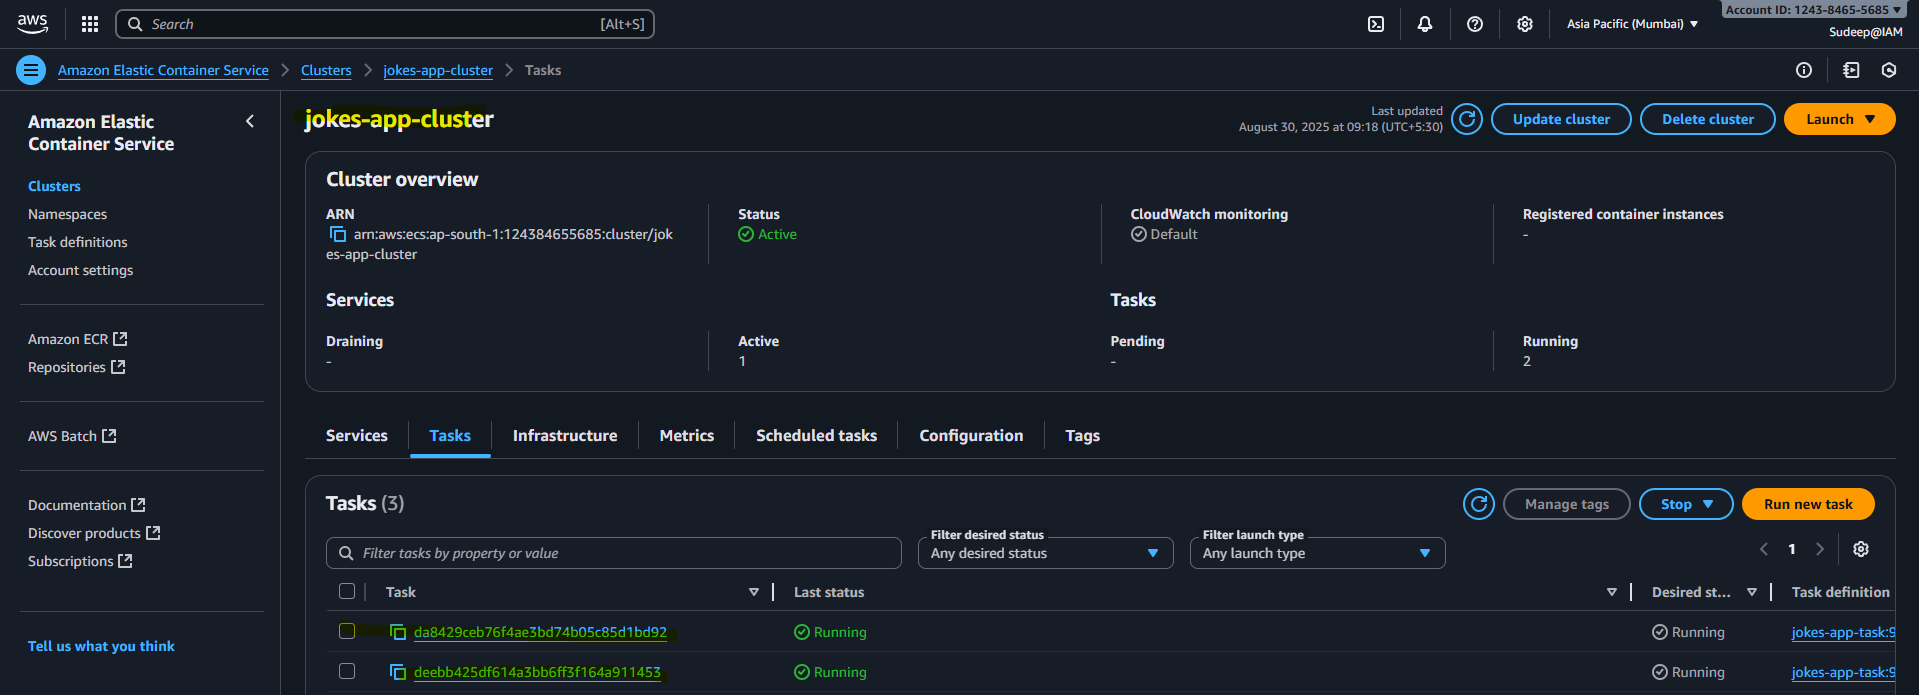 aws
Search [Alt+S]
Asia Pacific (Mumbai)
Account ID: 1243-8465-5685
Sudeep@IAM
Amazon Elastic Container Service
Clusters
jokes-app-cluster
Tasks
Amazon Elastic
Container Service
Clusters
Namespaces
Task definitions
Account settings
Amazon ECR
Repositories
AWS Batch
Documentation
Discover products
Subscriptions
Tell us what you think
jokes-app-cluster
Last updated
August 30, 2025 at 09:18 (UTC+5:30)
Update cluster
Delete cluster
Launch
Cluster overview
ARN
arn:aws:ecs:ap-south-1:124384655685:cluster/jok
es-app-cluster
Status
Active
CloudWatch monitoring
Default
Registered container instances
-
Services
Tasks
Draining
-
Active
1
Pending
-
Running
2
Services
Tasks
Infrastructure
Metrics
Scheduled tasks
Configuration
Tags
Tasks (3)
Manage tags
Stop
Run new task
Filter tasks by property or value
Filter desired status
Any desired status
Filter launch type
Any launch type
1
Task
Last status
Desired st...
Task definition
da8429ceb76f4ae3bd74b05c85d1bd92
Running
Running
jokes-app-task:9
deebb425df614a3bb6ff3f164a911453
Running
Running
jokes-app-task:9